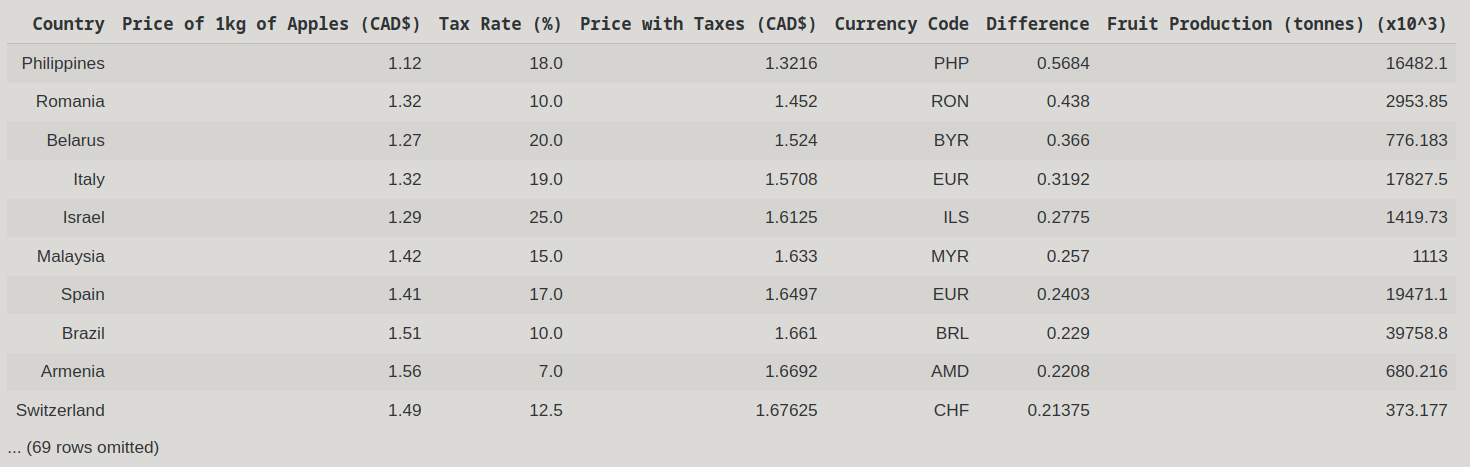 Country Price of 1kg of Apples (CAD$) Tax Rate (%) Price with Taxes (CAD$) Currency Code Difference Fruit Production (tonnes) (x10^3)
Philippines 1.12 18.0 1.3216 PHP 0.5684 16482.1
Romania 1.32 10.0 1.452 RON 0.438 2953.85
Belarus 1.27 20.0 1.524 BYR 0.366 776.183
Italy 1.32 19.0 1.5708 EUR 0.3192 17827.5
Israel 1.29 25.0 1.6125 ILS 0.2775 1419.73
Malaysia 1.42 15.0 1.633 MYR 0.257 1113
Spain 1.41 17.0 1.6497 EUR 0.2403 19471.1
Brazil 1.51 10.0 1.661 BRL 0.229 39758.8
Armenia 1.56 7.0 1.6692 AMD 0.2208 680.216
Switzerland 1.49 12.5 1.67625 CHF 0.21375 373.177
... (69 rows omitted)